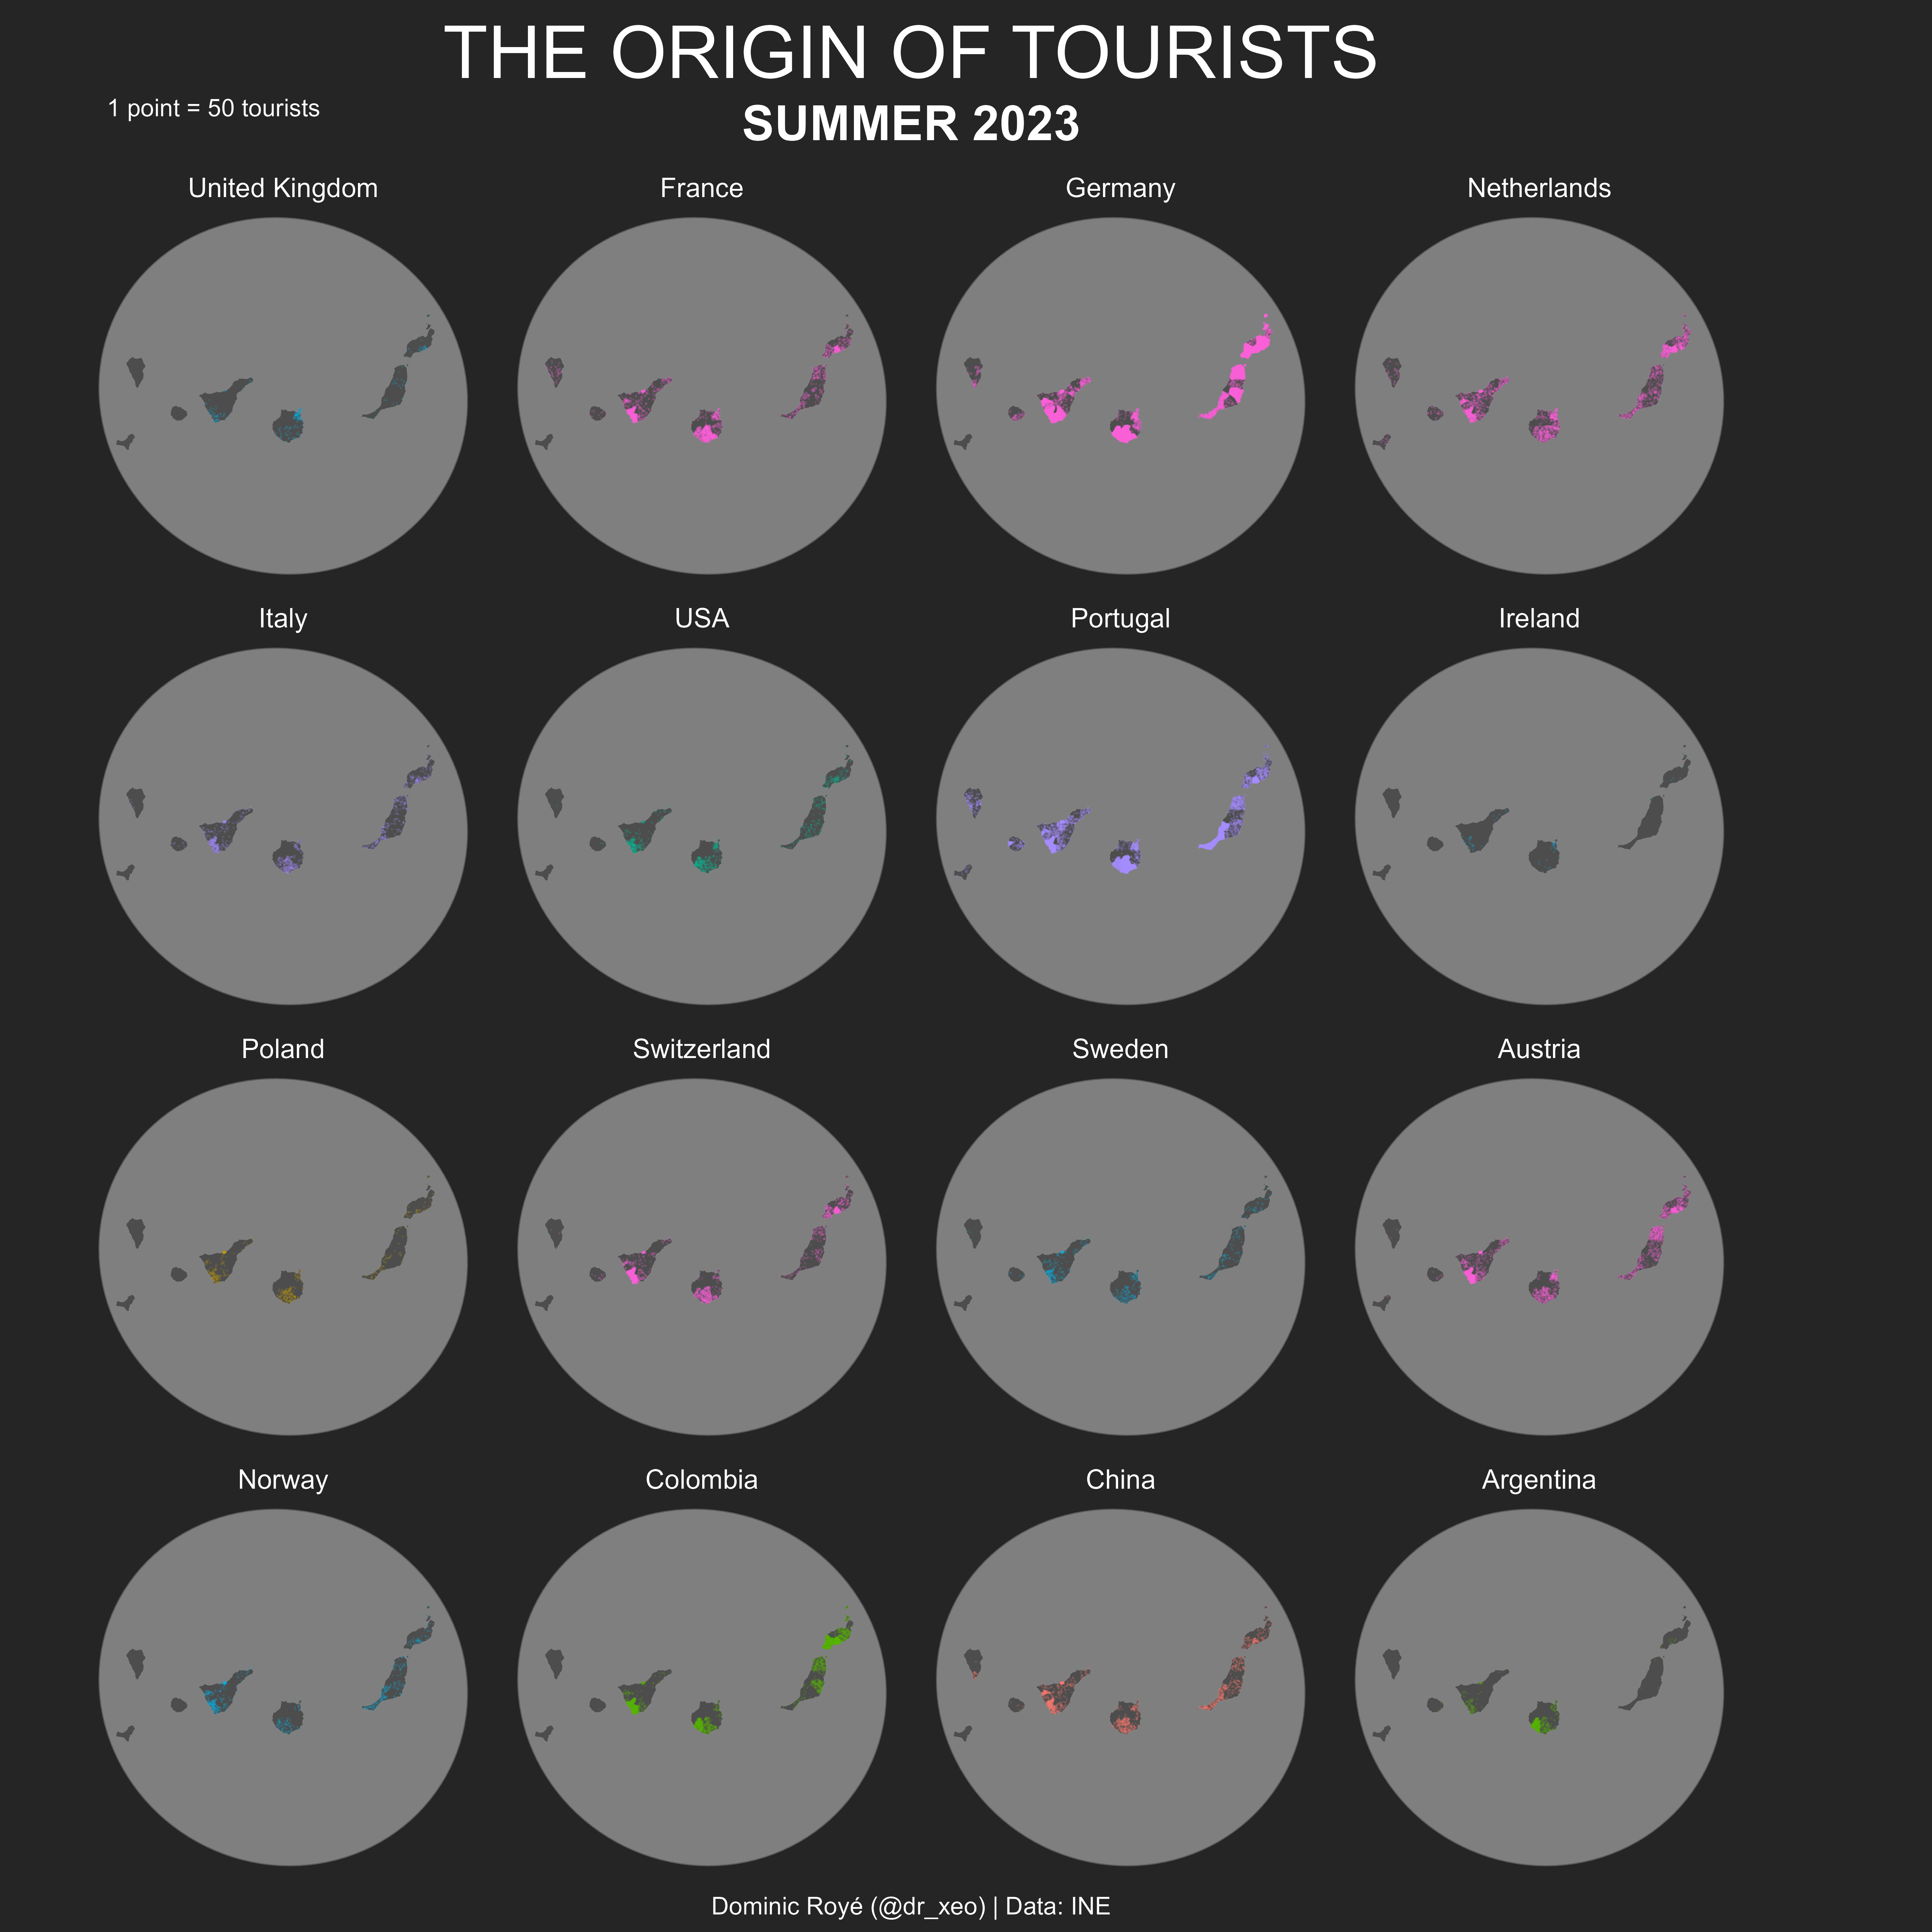 THE ORIGIN OF TOURISTS
SUMMER 2023
1 point = 50 tourists
United Kingdom
France
Germany
Netherlands
Italy
USA
Portugal
Ireland
Poland
Switzerland
Sweden
Austria
Norway
Colombia
China
Argentina
Dominic Royé (@dr_xeo) | Data: INE